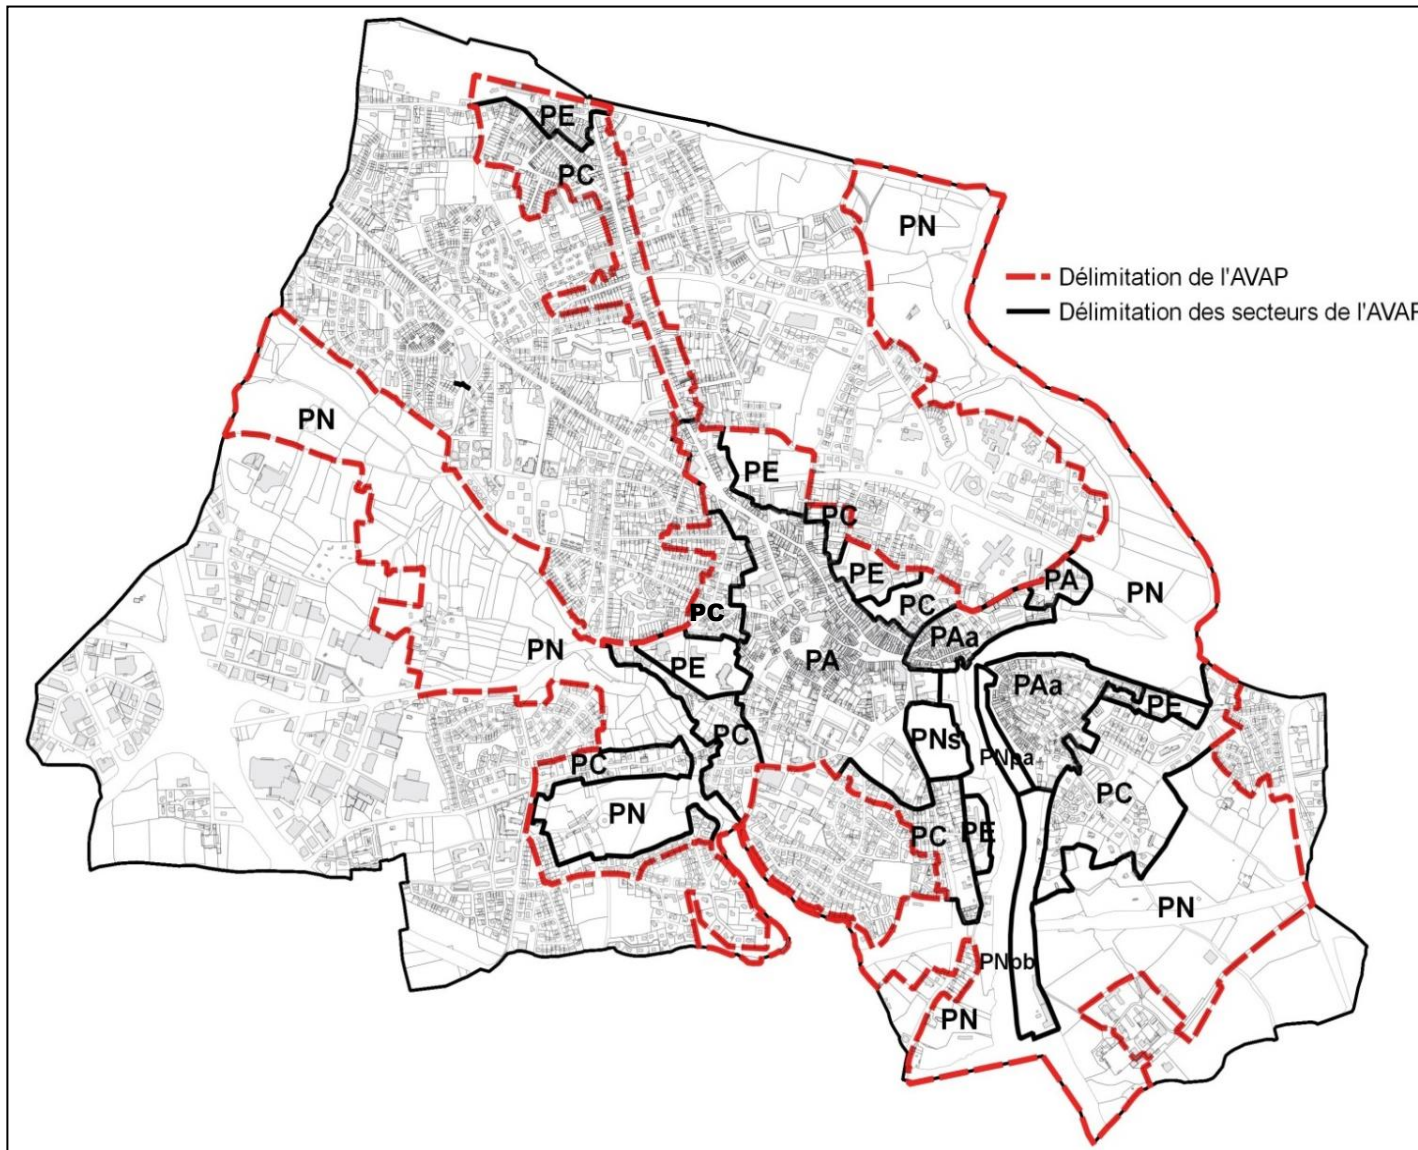 PE
PC
PN
Délimitation de l'AVAP
Délimitation des secteurs de l'AVAP
PN
PE
PC
PE
PA
PN
PC
PC
PAa
PN
PE
PA
PAa
PE
PC
PNs
PNpa
PC
PC
PN
PC
PE
PN
PNpb
PN